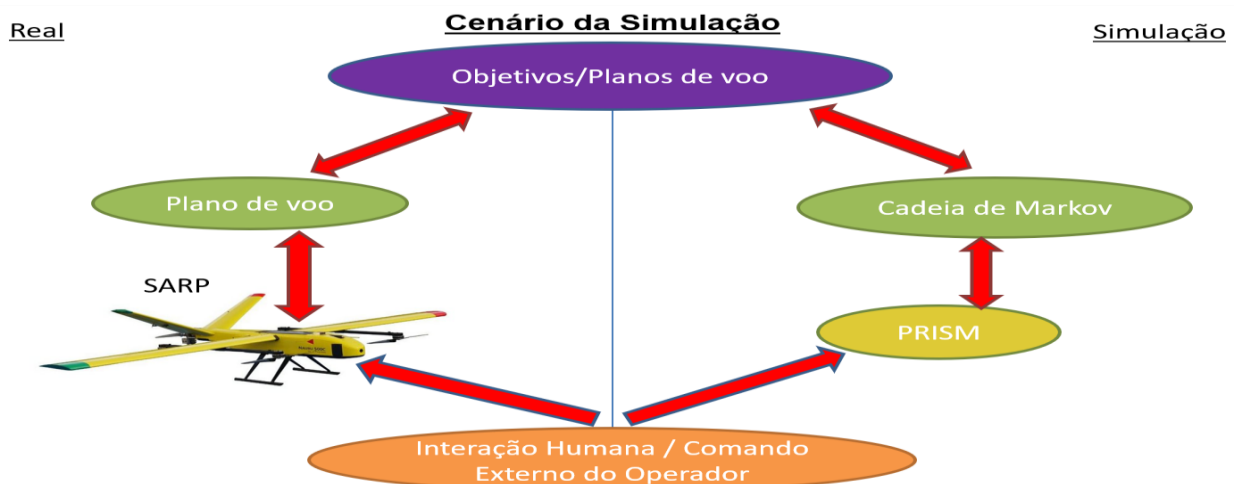 Real
Cenário da Simulação
Simulação
Objetivos/Planos de voo
Plano de voo
Cadeia de Markov
SARP
PRISM
Interação Humana / Comando
Externo do Operador